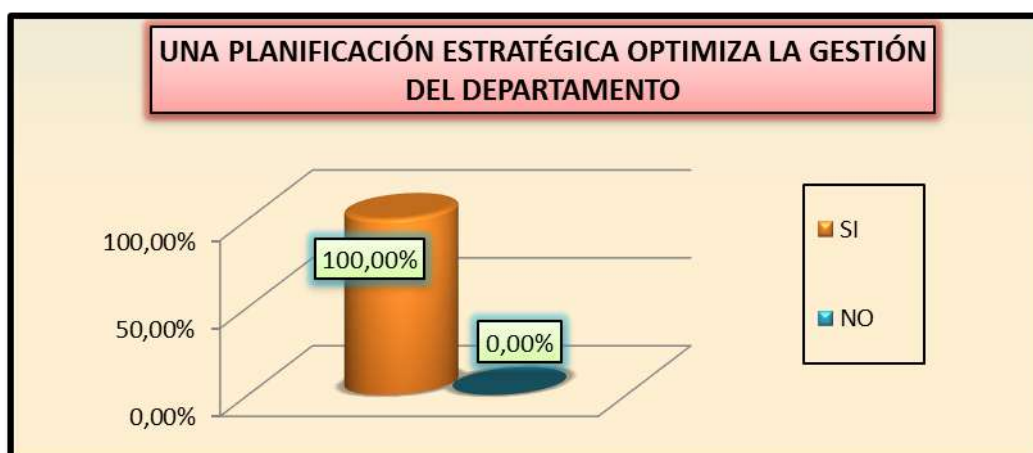 UNA PLANIFICACIÓN ESTRATÉGICA OPTIMIZA LA GESTIÓN
DEL DEPARTAMENTO
100,00%
50,00%
0,00%
100,00%
0,00%
SI
NO